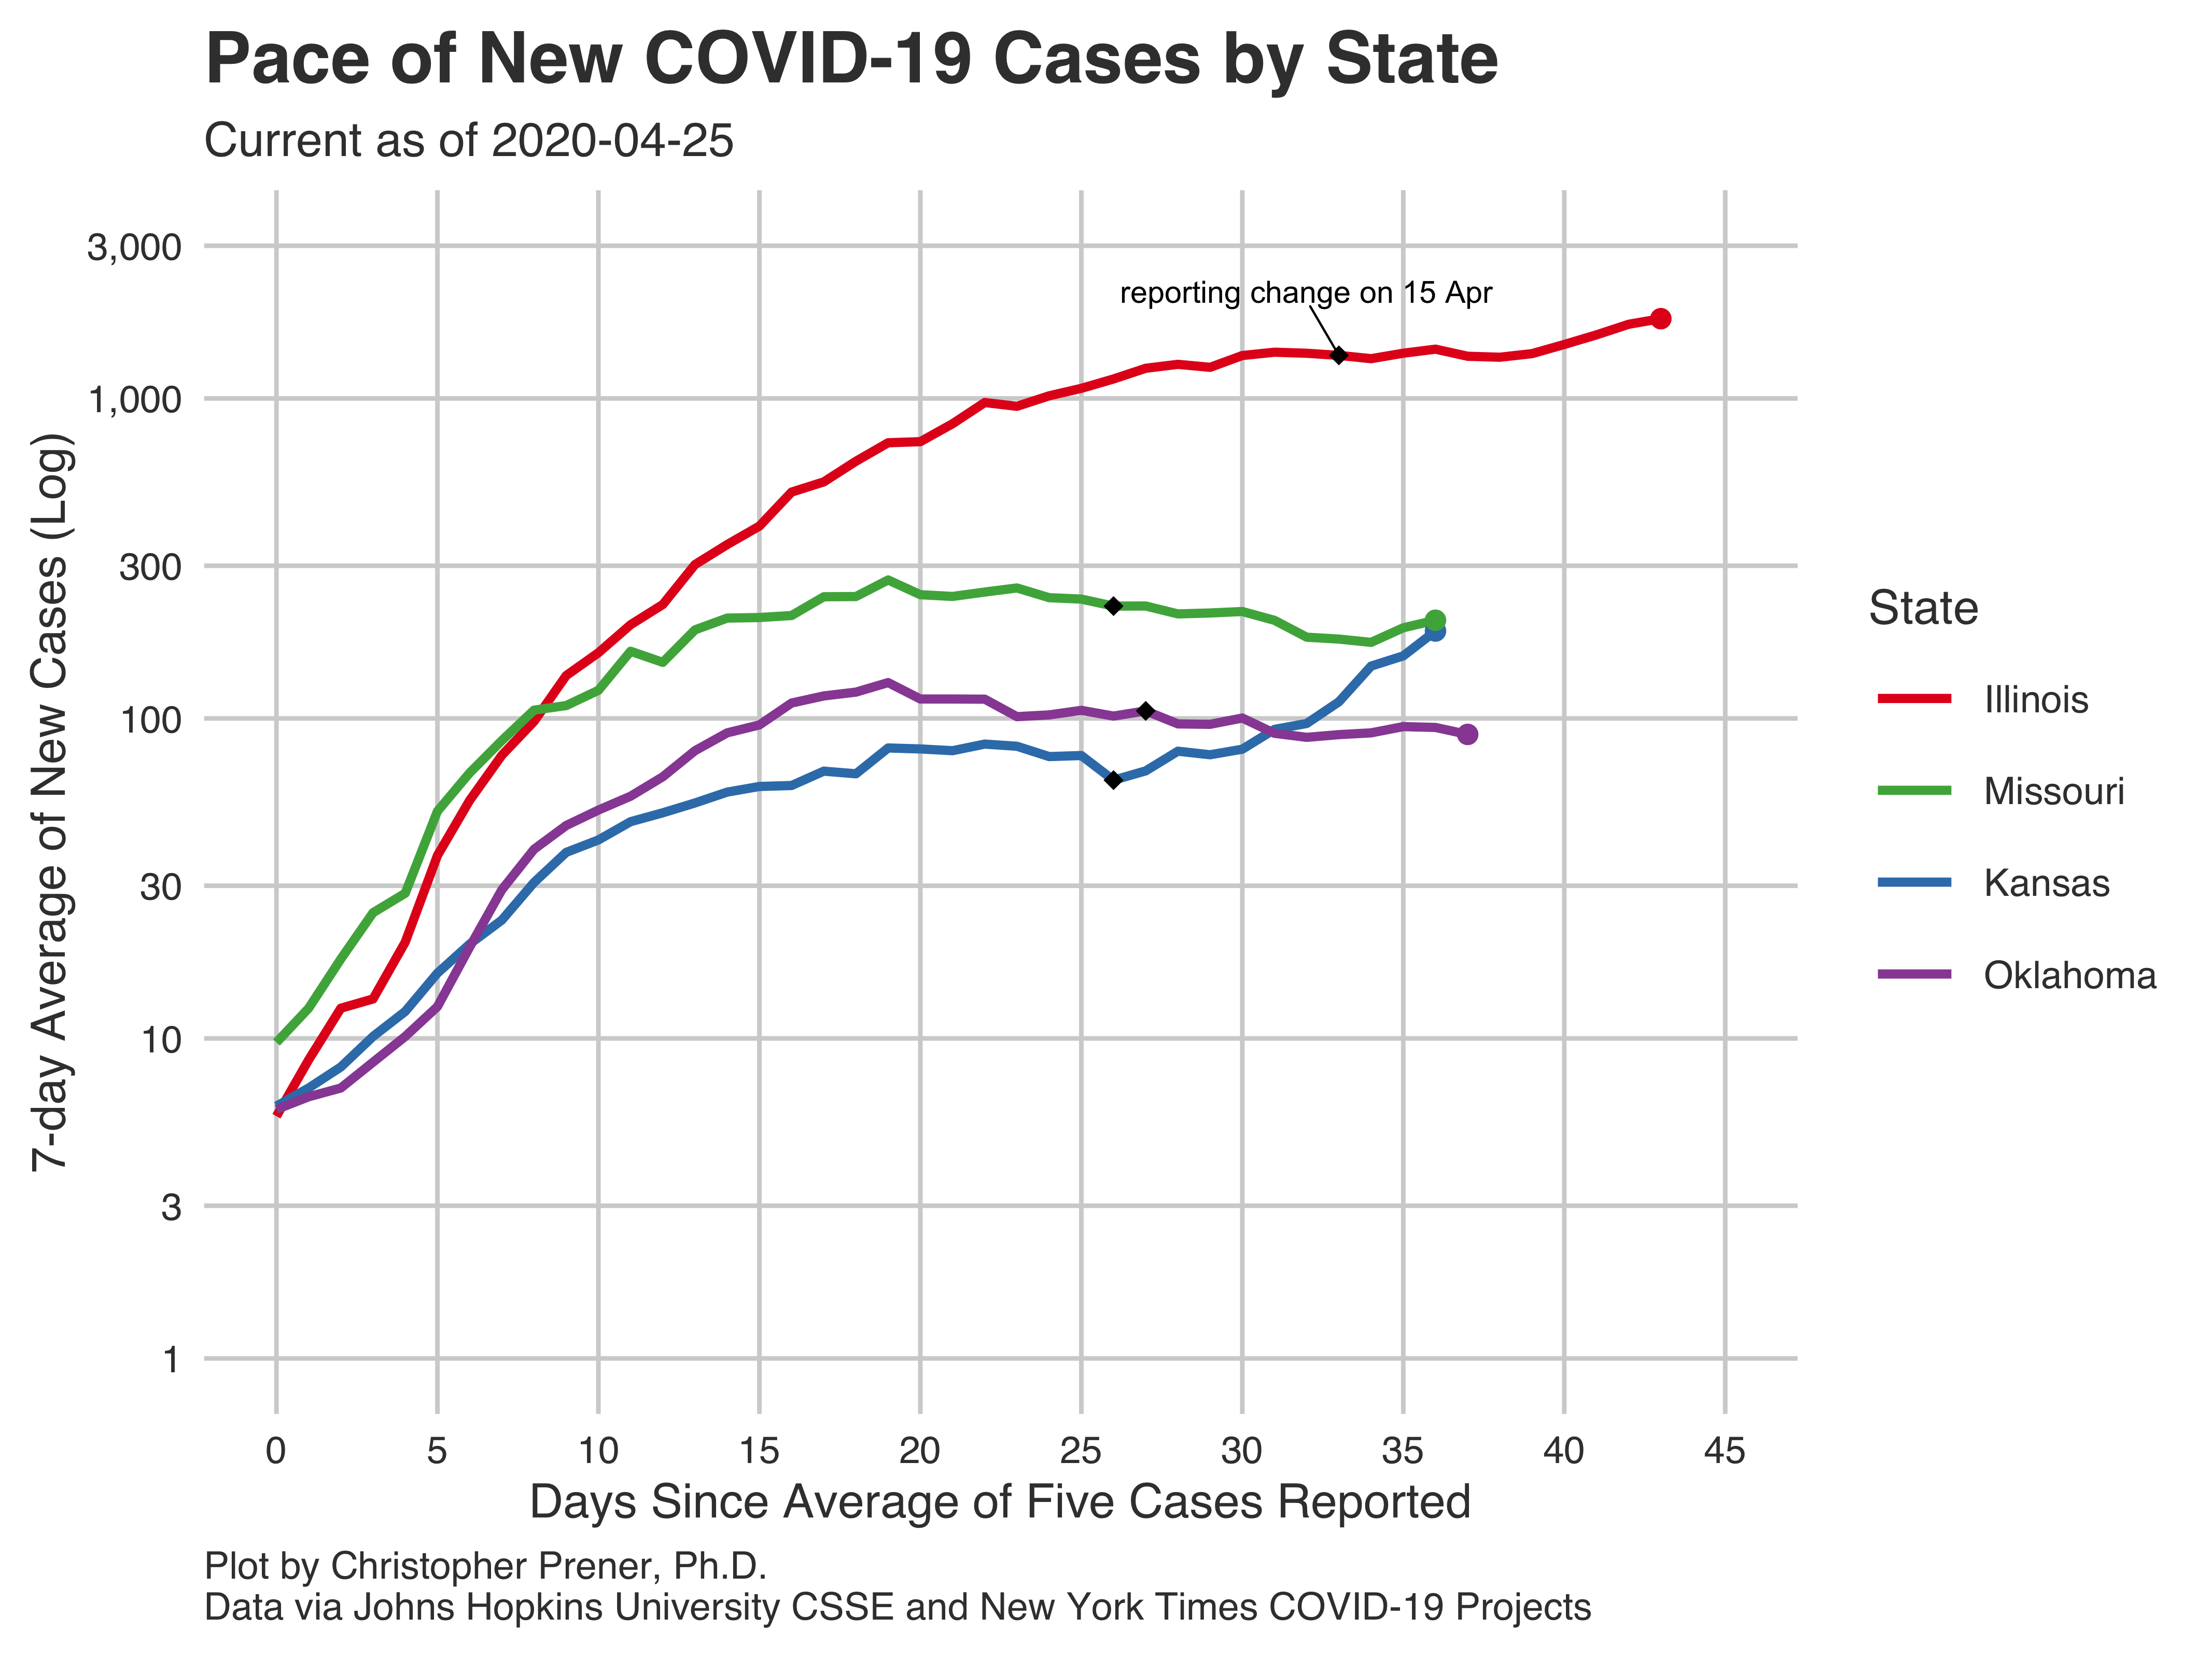 Pace of New COVID-19 Cases by State
Current as of 2020-04-25
7-day Average of New Cases (Log)
3,000
1,000
300
100
30
10
3
1
reporting change on 15 Apr
0 5 10 15 20 25 30 35 40 45
Days Since Average of Five Cases Reported
State
Illinois
Missouri
Kansas
Oklahoma
Plot by Christopher Prener, Ph.D.
Data via Johns Hopkins University CSSE and New York Times COVID-19 Projects